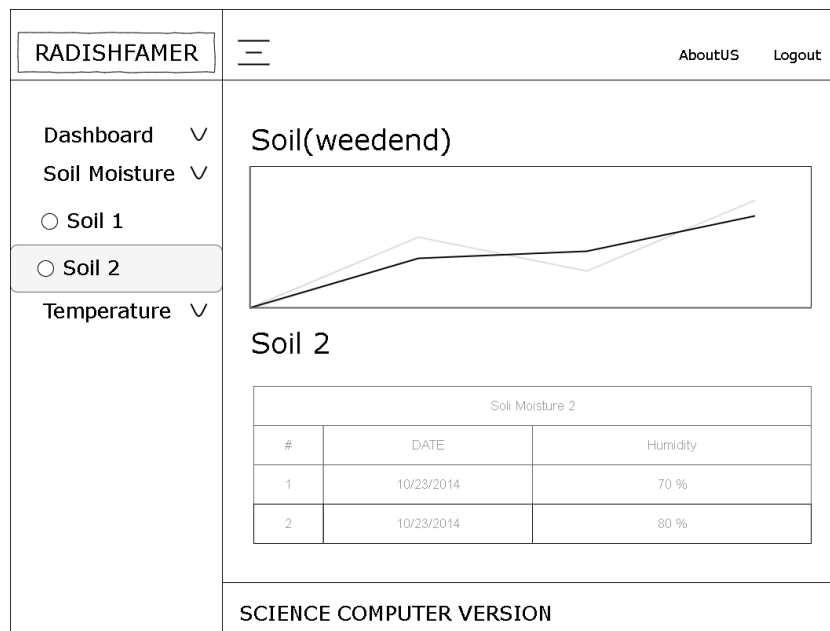 RADISHFAMER
AboutUS Logout
Dashboard
Soil Moisture
Soil 1
Soil 2
Temperature
Soil(weedend)
Soil 2
Soli Moisture 2
# DATE Humidity
1 10/23/2014 70 %
2 10/23/2014 80 %
SCIENCE COMPUTER VERSION